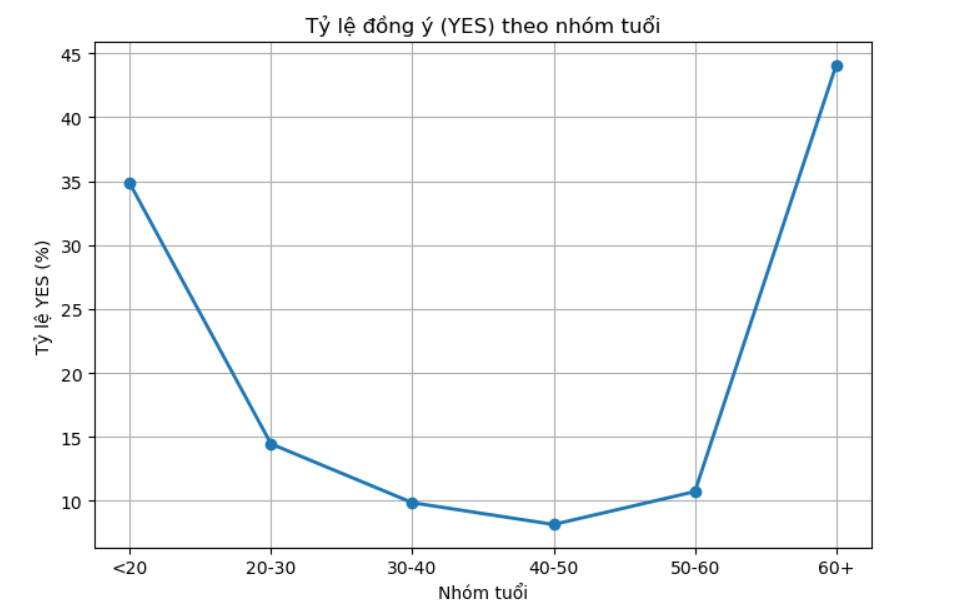 Tỷ lệ đồng ý (YES) theo nhóm tuổi
Tỷ lệ YES (%)
45
40
35
30
25
20
15
10
<20 20-30 30-40 40-50 50-60 60+
Nhóm tuổi